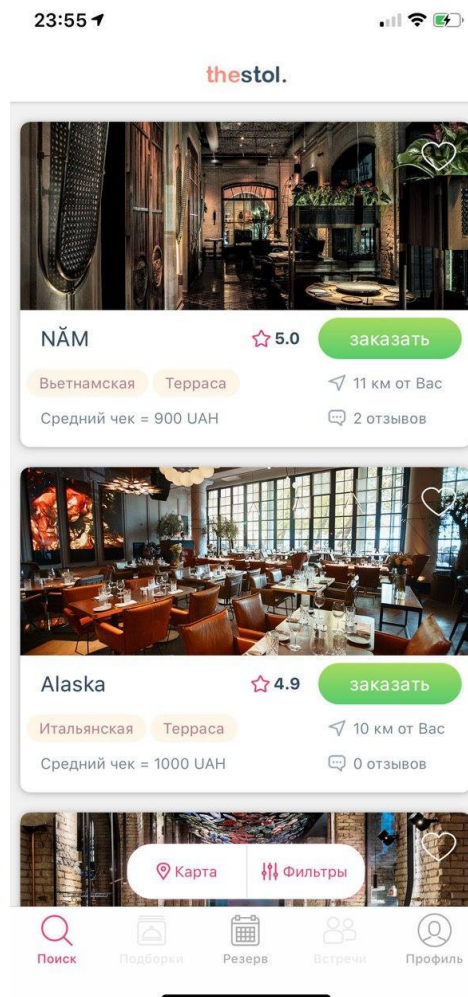 23:55
thestol.
NĂM
5.0
заказать
Вьетнамская
Терраса
11 км от Вас
Средний чек = 900 UAH
2 отзывов
Alaska
4.9
заказать
Итальянская
Терраса
10 км от Вас
Средний чек = 1000 UAH
0 отзывов
Карта
Фильтры
Поиск
Подборки
Резерв
Встречи
Профиль